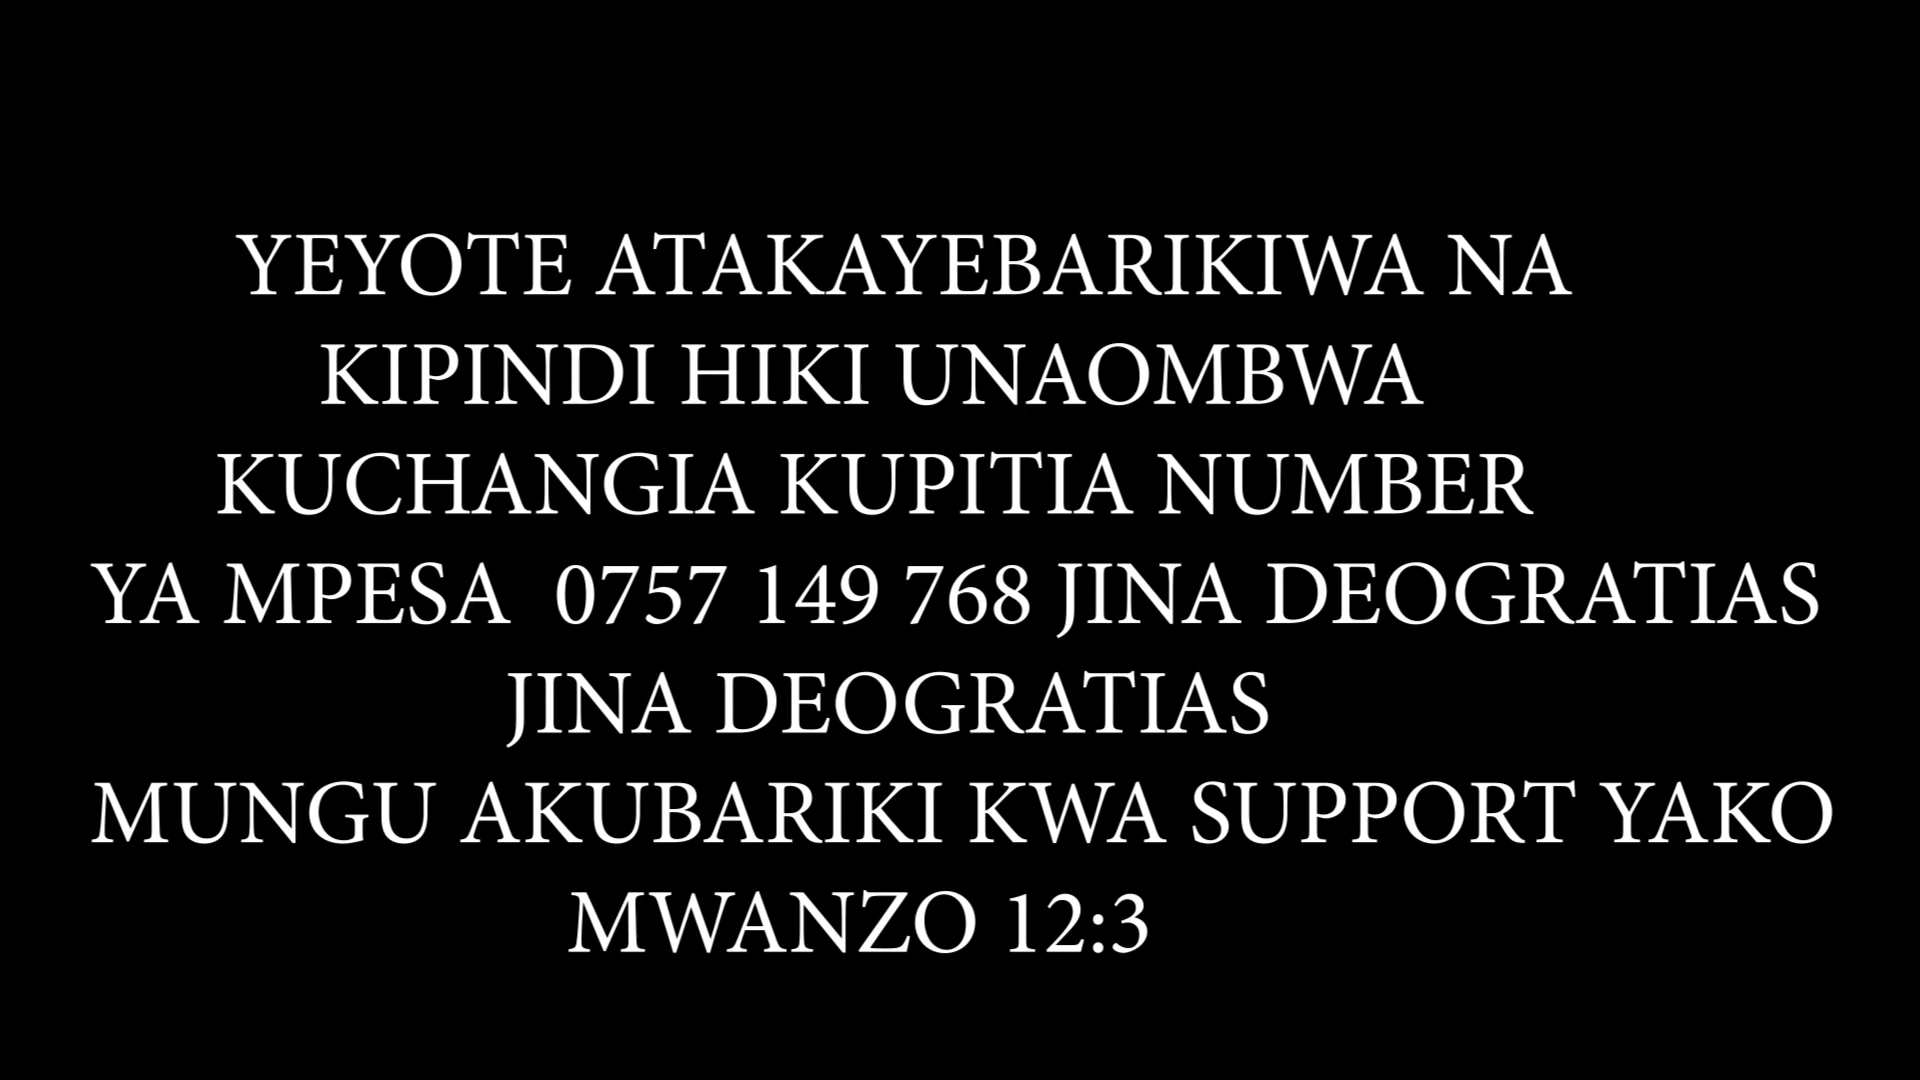 YEYOTE ATAKAYEBARIKIWA NA
KIPINDI HIKI UNAOMBWA
KUCHANGIA KUPITIA NUMBER
YA MPESA 0757 149 768 JINA DEOGRATIAS
JINA DEOGRATIAS
MUNGU AKUBARIKI KWA SUPPORT YAKO
MWANZO 12:3